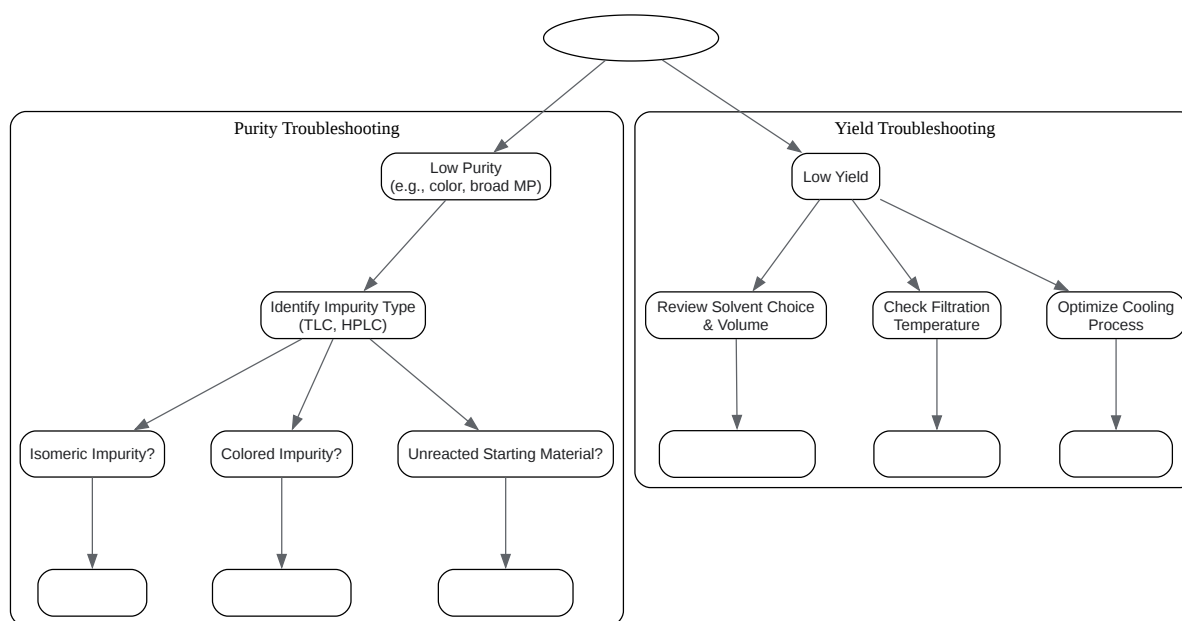 Purity Troubleshooting
Low Purity
(e.g., color, broad MP)
Identify Impurity Type
(TLC, HPLC)
Isomeric Impurity?
Colored Impurity?
Unreacted Starting Material?
Yield Troubleshooting
Low Yield
Review Solvent Choice
& Volume
Check Filtration
Temperature
Optimize Cooling
Process